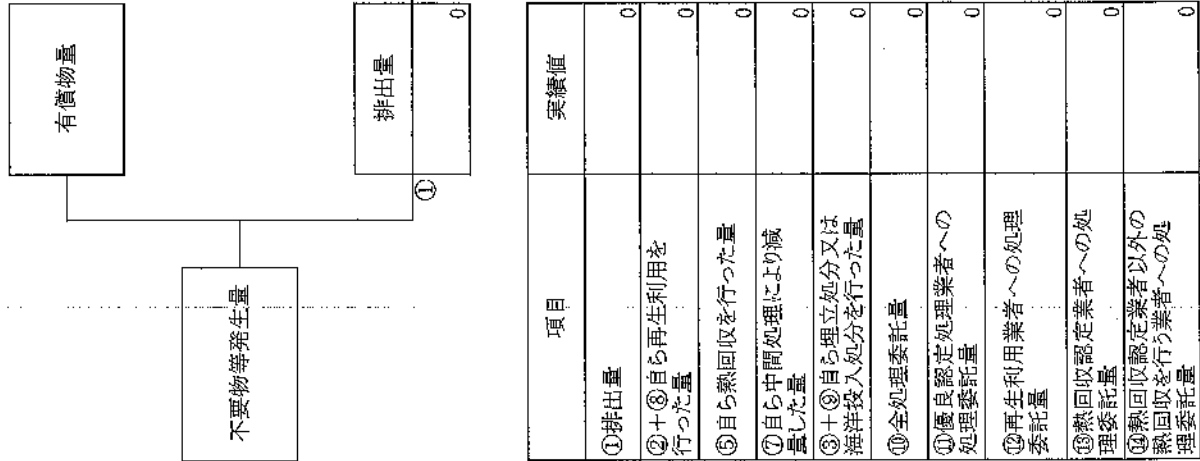 不要物等発生量
有償物量
排出量
0
①
項目
実績値
①排出量
0
②+⑧自ら再生利用を
行った量
0
⑤自ら熱回収を行った量
0
⑦自ら中間処理により減
量した量
0
③+⑨自ら埋立処分又は
海洋投入処分を行った量
0
⑩全処理委託量
0
⑪優良認定処理業者への
処理委託量
0
⑫再生利用業者への処理
委託量
0
⑬熱回収認定業者への処
理委託量
0
⑭熱回収認定業者以外の
熱回収を行う業者への処
理委託量
0